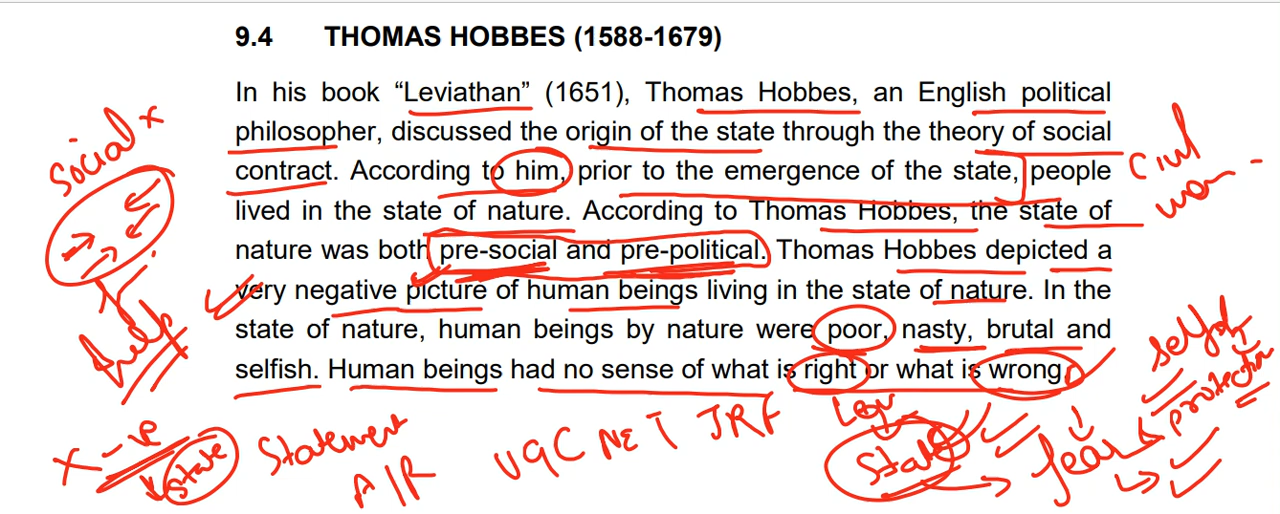 9.4 THOMAS HOBBES (1588-1679)
In his book “Leviathan” (1651), Thomas Hobbes, an English political
philosopher, discussed the origin of the state through the theory of social
contract. According to him, prior to the emergence of the state, people
lived in the state of nature. According to Thomas Hobbes, the state of
nature was both pre-social and pre-political. Thomas Hobbes depicted a
very negative picture of human beings living in the state of nature. In the
state of nature, human beings by nature were poor, nasty, brutal and
selfish. Human beings had no sense of what is right or what is wrong.
Social x
Civil
war
self
protection
x -ve
State
Statement
A/R
UGC NET JRF
Law
State
fear